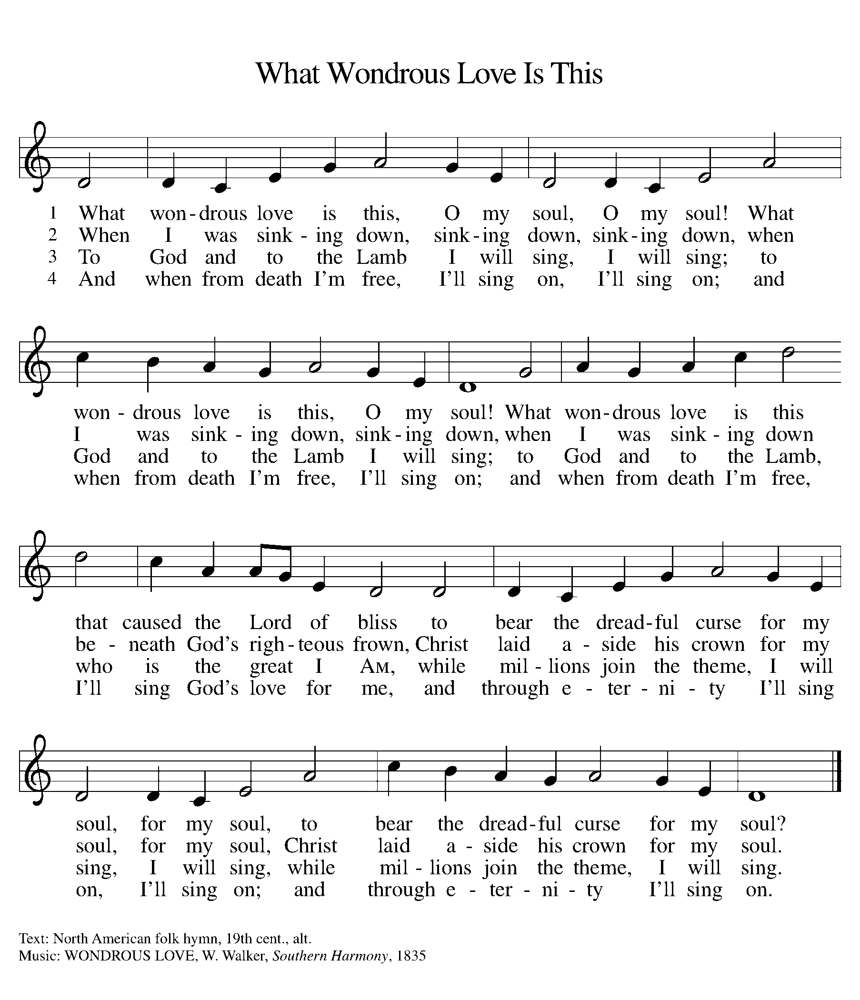 What Wondrous Love Is This
1 What won - drous love is this, O my soul, O my soul! What
2 When I was sink - ing down, sink - ing down, sink - ing down, when
3 To God and to the Lamb I will sing, I will sing; to
4 And when from death I'm free, I'll sing on, I'll sing on; and
won - drous love is this, O my soul! What won - drous love is this
I was sink - ing down, sink - ing down, when I was sink - ing down
God and to the Lamb I will sing; to God and to the Lamb,
when from death I'm free, I'll sing on; and when from death I'm free,
that caused the Lord of bliss to bear the dread - ful curse for my
be - neath God's righ - teous frown, Christ laid a - side his crown for my
who is the great I AM, while mil - lions join the theme, I will
I'll sing God's love for me, and through e - ter - ni - ty I'll sing
soul, for my soul, to bear the dread - ful curse for my soul?
soul, for my soul, Christ laid a - side his crown for my soul.
sing, I will sing, while mil - lions join the theme, I will sing.
on, I'll sing on; and through e - ter - ni - ty I'll sing on.
Text: North American folk hymn, 19th cent., alt.
Music: WONDROUS LOVE, W. Walker, Southern Harmony, 1835